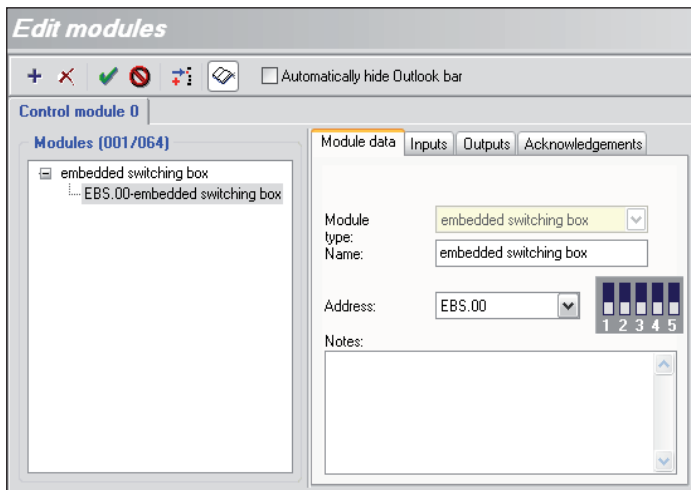 Edit modules
Automatically hide Outlook bar
Control module 0
Modules (001/064)
embedded switching box
EBS.00-embedded switching box
Module data Inputs Outputs Acknowledgements
Module type: embedded switching box
Name: embedded switching box
Address: EBS.00
1 2 3 4 5
Notes: